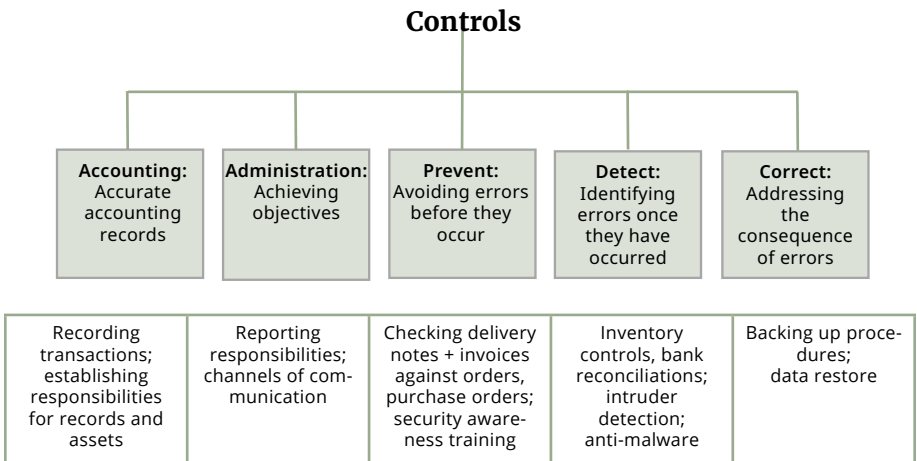 Controls
Accounting:
Accurate
accounting
records
Administration:
Achieving
objectives
Prevent:
Avoiding errors
before they
occur
Detect:
Identifying
errors once
they have
occurred
Correct:
Addressing
the
consequence
of errors
Recording
transactions;
establishing
responsibilities
for records and
assets
Reporting
responsibilities;
channels of com-
munication
Checking delivery
notes + invoices
against orders,
purchase orders;
security aware-
ness training
Inventory
controls, bank
reconciliations;
intruder
detection;
anti-malware
Backing up proce-
dures;
data restore